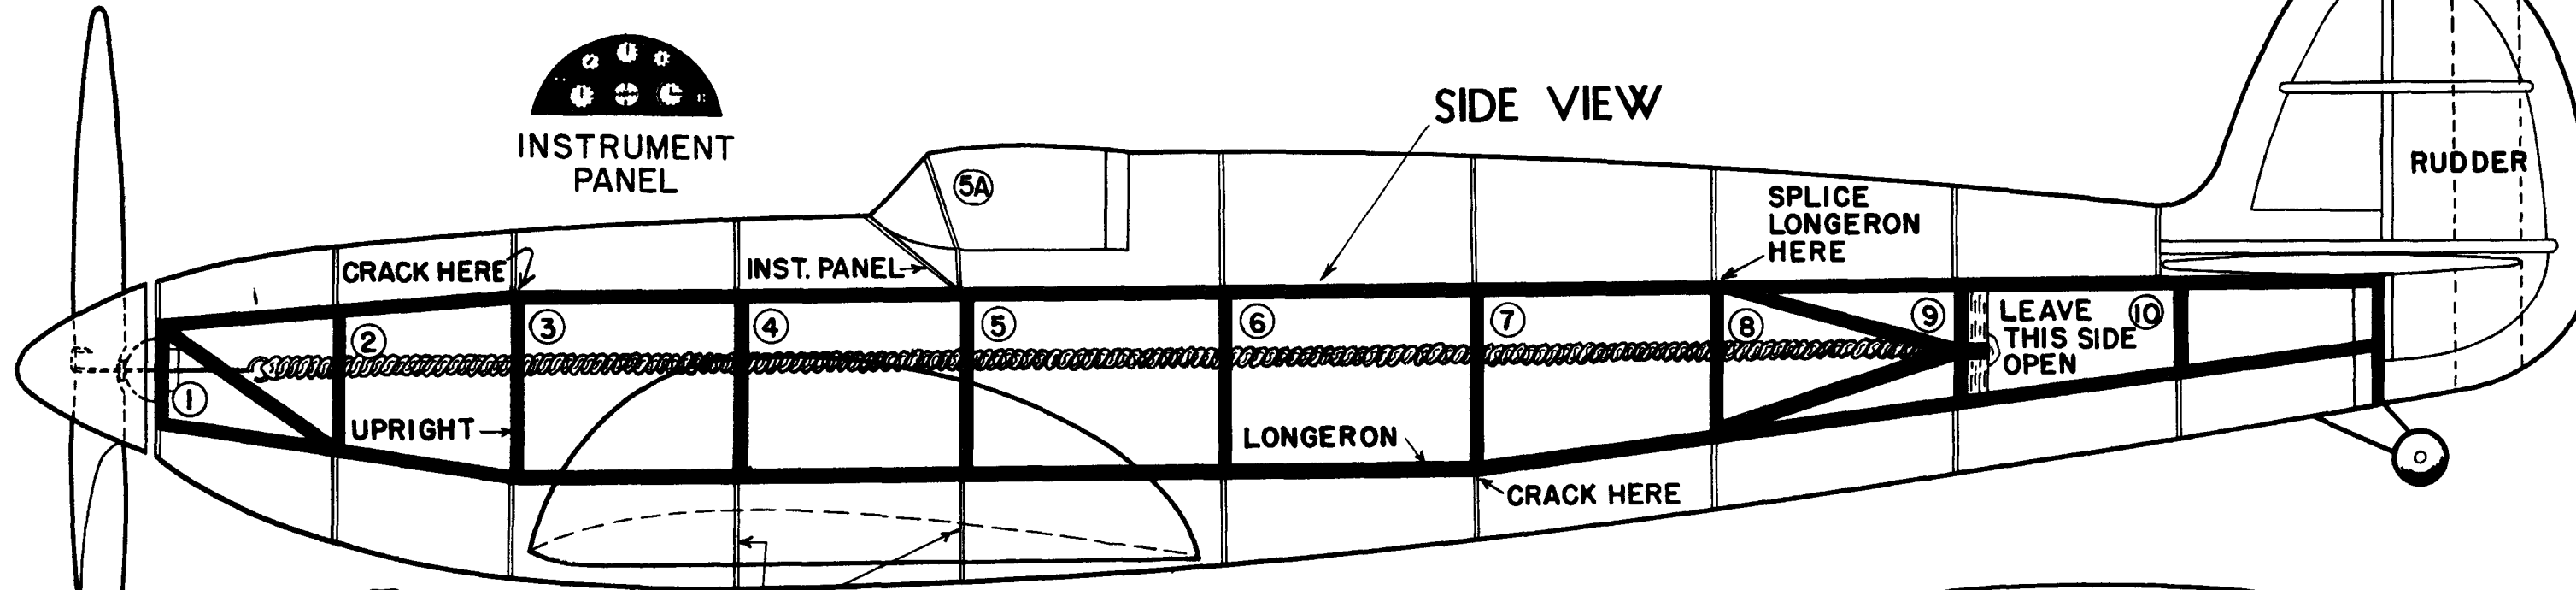 INSTRUMENT
PANEL
SIDE VIEW
5A
RUDDER
SPLICE
LONGERON
HERE
CRACK HERE
INST. PANEL
1
2
3
4
5
6
7
8
9
10
LEAVE
THIS SIDE
OPEN
UPRIGHT
LONGERON
CRACK HERE